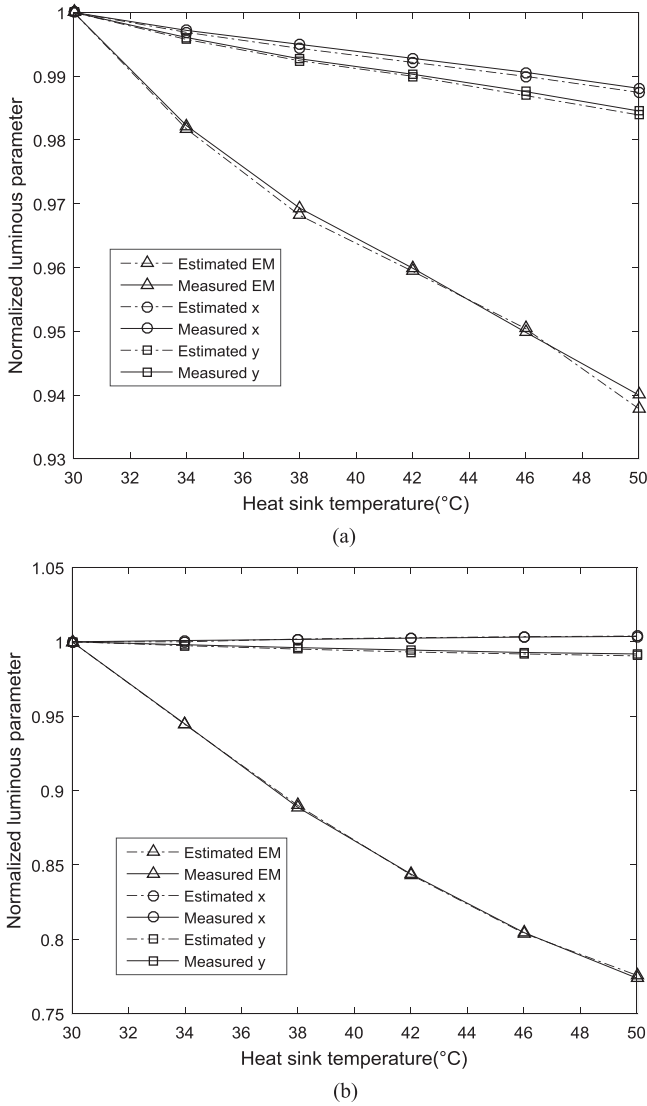 1
0.99
0.98
0.97
0.96
0.95
0.94
0.93
Normalized luminous parameter
Estimated EM
Measured EM
Estimated x
Measured x
Estimated y
Measured y
30 32 34 36 38 40 42 44 46 48 50
Heat sink temperature(°C)
(a)
1.05
1
0.95
0.9
0.85
0.8
0.75
Normalized luminous parameter
Estimated EM
Measured EM
Estimated x
Measured x
Estimated y
Measured y
30 32 34 36 38 40 42 44 46 48 50
Heat sink temperature(°C)
(b)